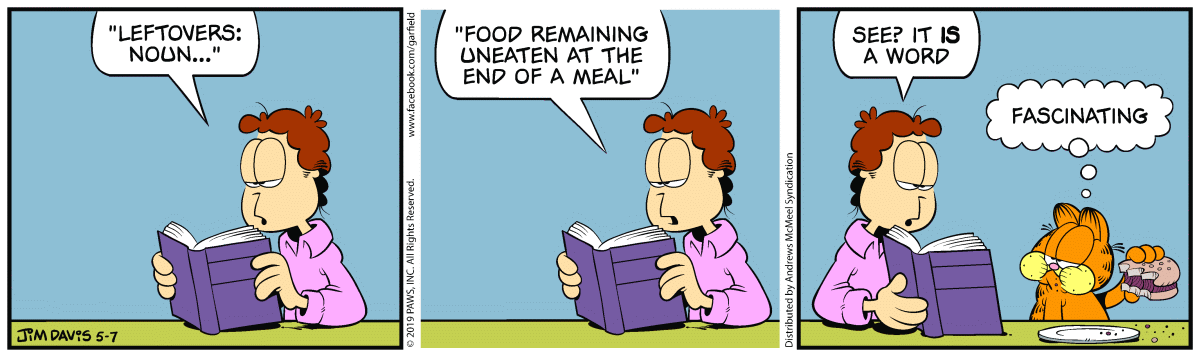 "LEFTOVERS:
NOUN..."
JIM DAVIS 5-7
© 2019 PAWS, INC. All Rights Reserved. www.facebook.com/garfield
"FOOD REMAINING
UNEATEN AT THE
END OF A MEAL"
Distributed by Andrews McMeel Syndication
SEE? IT IS
A WORD
FASCINATING